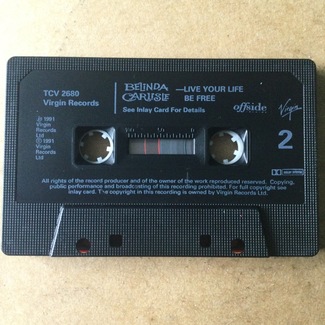 TCV 2680
Virgin Records
BELINDA CARLISLE
—LIVE YOUR LIFE
BE FREE
See Inlay Card For Details
offside
Virgin
℗ 1991
Virgin
Records
Ltd
© 1991
Virgin
Records
Ltd
2
All rights of the record producer and of the owner of the work reproduced reserved. Copying,
public performance and broadcasting of this recording prohibited. For full copyright see
inlay card. The copyright in this recording is owned by Virgin Records Ltd.